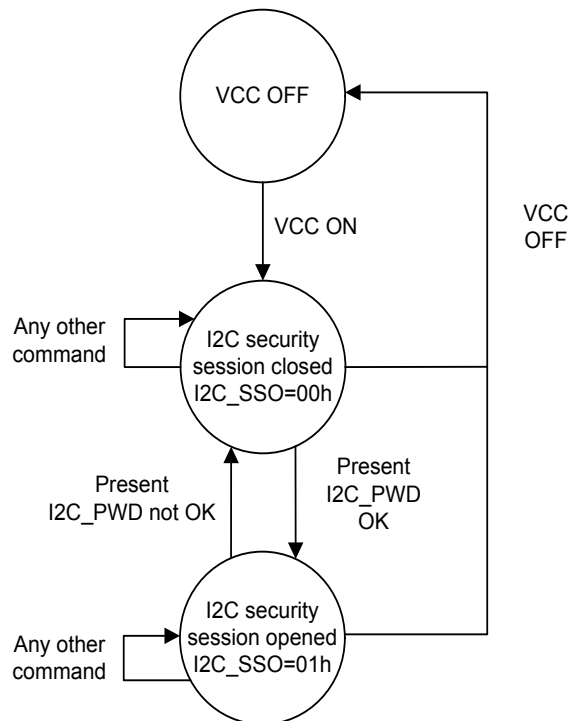 VCC OFF
VCC ON
VCC
OFF
Any other
command
I2C security
session closed
I2C_SSO=00h
Present
I2C_PWD not OK
Present
I2C_PWD
OK
I2C security
session opened
I2C_SSO=01h
Any other
command